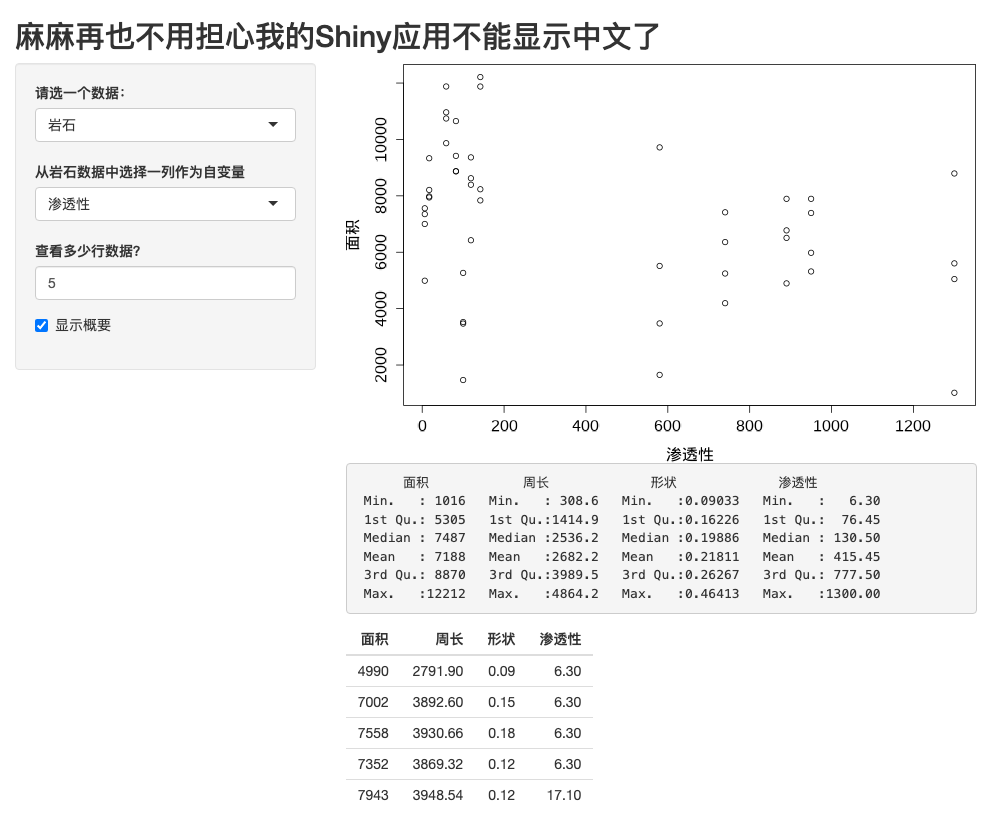 麻麻再也不用担心我的Shiny应用不能显示中文了
请选一个数据：
岩石
从岩石数据中选择一列作为自变量
渗透性
查看多少行数据?
5
显示概要
面积
10000
8000
6000
4000
2000
0 200 400 600 800 1000 1200
渗透性
面积 周长 形状 渗透性
Min. : 1016 Min. : 308.6 Min. :0.09033 Min. : 6.30
1st Qu.: 5305 1st Qu.:1414.9 1st Qu.:0.16226 1st Qu.: 76.45
Median : 7487 Median :2536.2 Median :0.19886 Median : 130.50
Mean : 7188 Mean :2682.2 Mean :0.21811 Mean : 415.45
3rd Qu.: 8870 3rd Qu.:3989.5 3rd Qu.:0.26267 3rd Qu.: 777.50
Max. :12212 Max. :4864.2 Max. :0.46413 Max. :1300.00
面积 周长 形状 渗透性
4990 2791.90 0.09 6.30
7002 3892.60 0.15 6.30
7558 3930.66 0.18 6.30
7352 3869.32 0.12 6.30
7943 3948.54 0.12 17.10